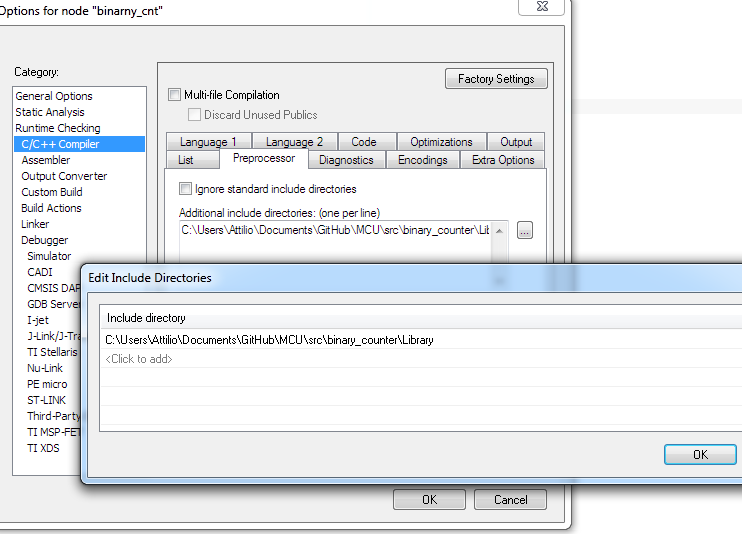 Options for node "binarny_cnt"
Category:
Factory Settings
Multi-file Compilation
Discard Unused Publics
General Options
Static Analysis
Runtime Checking
C/C++ Compiler
Assembler
Output Converter
Custom Build
Build Actions
Linker
Debugger
Simulator
CADI
CMSIS DAP
GDB Server
I-jet
J-Link/J-Tra
TI Stellaris
Nu-Link
PE micro
ST-LINK
Third-Party
TI MSP-FET
TI XDS
Language 1 Language 2 Code Optimizations Output
List Preprocessor Diagnostics Encodings Extra Options
Ignore standard include directories
Additional include directories: (one per line)
C:\Users\Attilio\Documents\GitHub\MCU\src\binary_counter\Lib
...
Edit Include Directories
Include directory
C:\Users\Attilio\Documents\GitHub\MCU\src\binary_counter\Library
<Click to add>
OK
OK Cancel